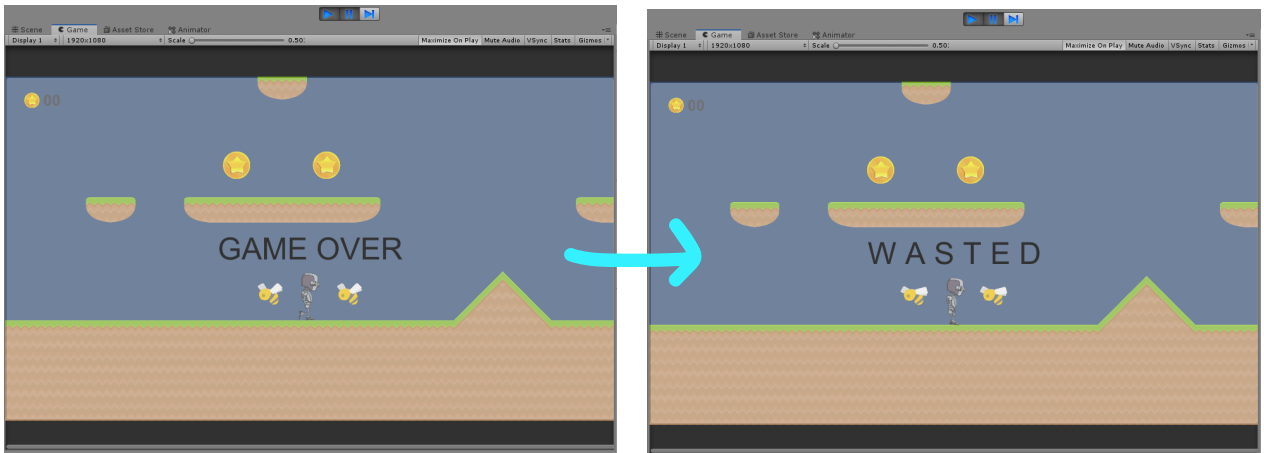 Scene Game Asset Store Animator
Display 1 1920x1080 Scale 0.50: Maximize On Play Mute Audio VSync Stats Gizmos
00
GAME OVER
Scene Game Asset Store Animator
Display 1 1920x1080 Scale 0.50: Maximize On Play Mute Audio VSync Stats Gizmos
00
W A S T E D